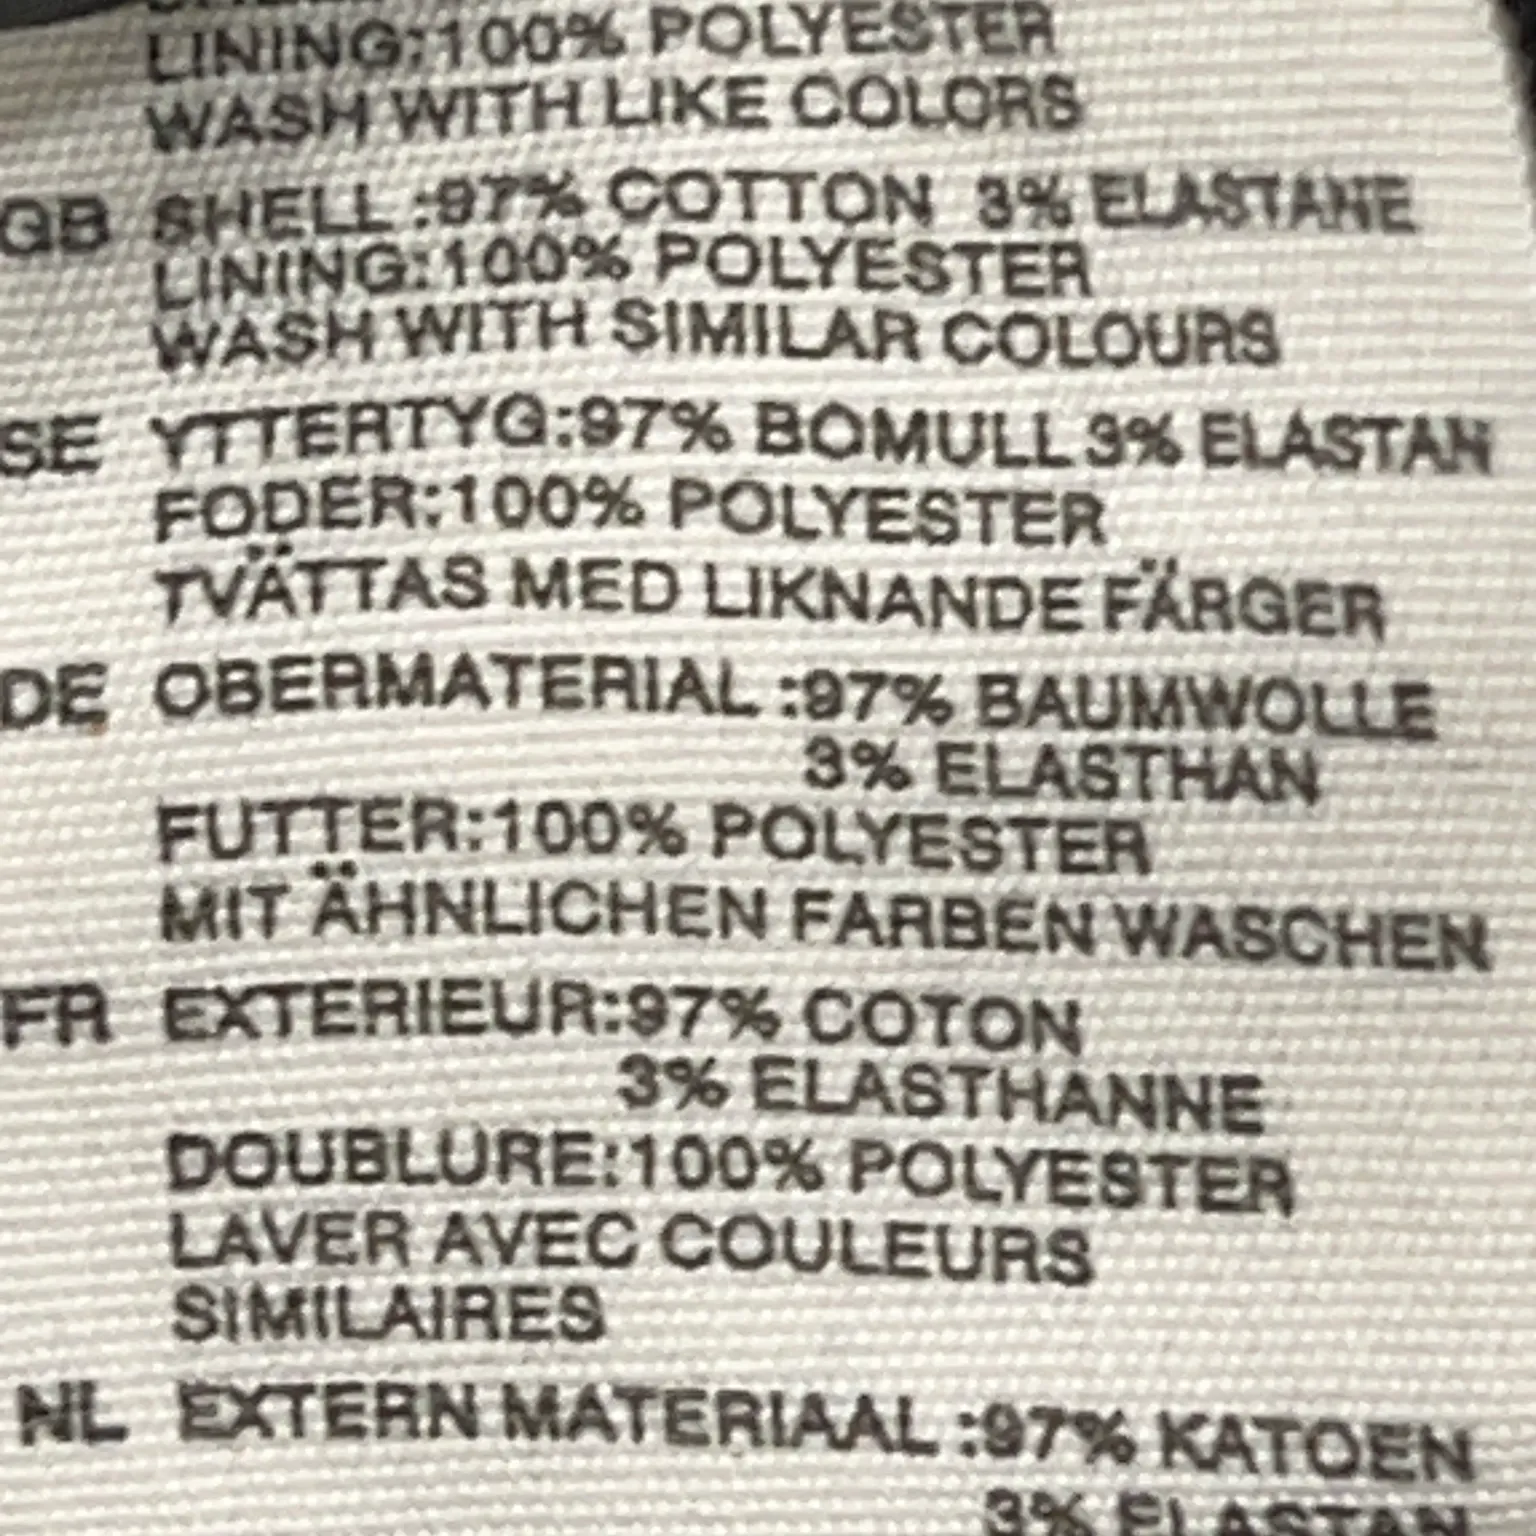 LINING:100% POLYESTER
WASH WITH LIKE COLORS
GB SHELL :97% COTTON 3% ELASTANE
LINING:100% POLYESTER
WASH WITH SIMILAR COLOURS
SE YTTERTYG:97% BOMULL 3% ELASTAN
FODER:100% POLYESTER
TVÄTTAS MED LIKNANDE FÄRGER
DE OBERMATERIAL :97% BAUMWOLLE
3% ELASTHAN
FUTTER:100% POLYESTER
MIT ÄHNLICHEN FARBEN WASCHEN
FR EXTERIEUR:97% COTON
3% ELASTHANNE
DOUBLURE:100% POLYESTER
LAVER AVEC COULEURS
SIMILAIRES
NL EXTERN MATERIAAL :97% KATOEN
3% ELASTAN